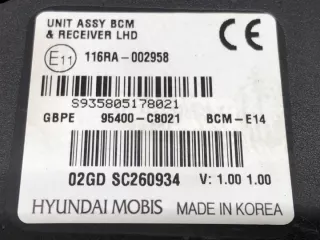 UNIT ASSY BCM
& RECEIVER LHD
CE
E11 116RA-002958
S935805178021
GBPE 95400-C8021 BCM-E14
02GD SC260934 V: 1.00 1.00
HYUNDAI MOBIS MADE IN KOREA